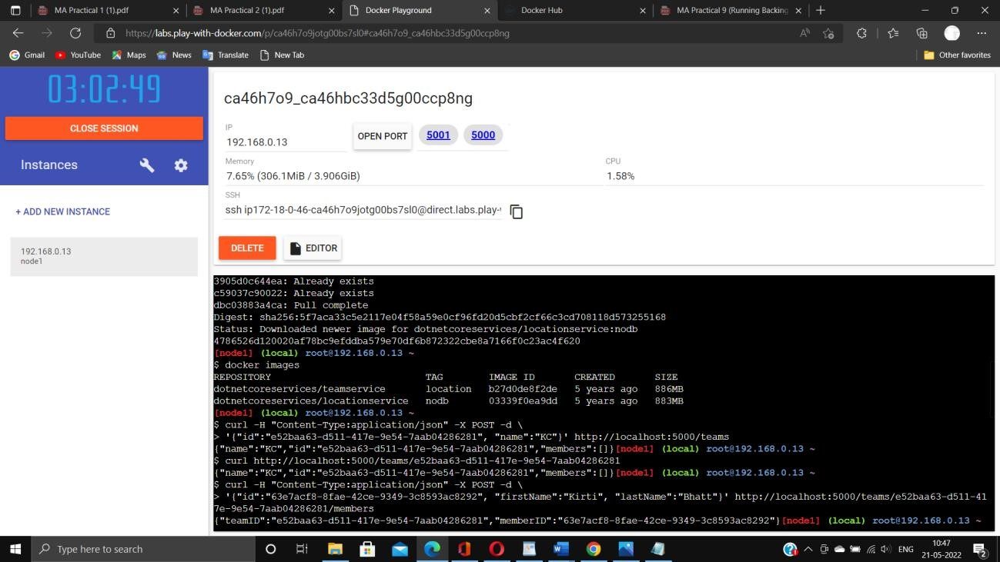 MA Practical 1 (1).pdf
MA Practical 2 (1).pdf
Docker Playground
Docker Hub
MA Practical 9 (Running Backing
https://labs.play-with-docker.com/p/ca46h7o9jotg00bs7sl0#ca46h7o9_ca46hbc33d5g00ccp8ng
Gmail
YouTube
Maps
News
Translate
New Tab
Other favorites
03:02:49
CLOSE SESSION
Instances
+ ADD NEW INSTANCE
192.168.0.13
node1
ca46h7o9_ca46hbc33d5g00ccp8ng
IP
192.168.0.13
OPEN PORT
5001
5000
Memory
7.65% (306.1MiB / 3.906GiB)
CPU
1.58%
SSH
ssh ip172-18-0-46-ca46h7o9jotg00bs7sl0@direct.labs.play-
DELETE
EDITOR
3905d0c644ea: Already exists
c59037c90022: Already exists
dbc03883a4ca: Pull complete
Digest: sha256:5f7aca33c5e2117e04f58a59e0cf96fd20d5cbf2cf66c3cd708118d573255168
Status: Downloaded newer image for dotnetcoreservices/locationservice:nodb
4786526d120020af78bc9efddba579e70df6b872322cbe8a7166f0c23ac4f620
[node1] (local) root@192.168.0.13 ~
$ docker images
REPOSITORY TAG IMAGE ID CREATED SIZE
dotnetcoreservices/teamservice location b27d0de8f2de 5 years ago 886MB
dotnetcoreservices/locationservice nodb 03339f0ea9dd 5 years ago 883MB
[node1] (local) root@192.168.0.13 ~
$ curl -H "Content-Type:application/json" -X POST -d \
> '{"id":"e52baa63-d511-417e-9e54-7aab04286281", "name":"KC"}' http://localhost:5000/teams
{"name":"KC","id":"e52baa63-d511-417e-9e54-7aab04286281","members":[]}[node1] (local) root@192.168.0.13 ~
$ curl http://localhost:5000/teams/e52baa63-d511-417e-9e54-7aab04286281
{"name":"KC","id":"e52baa63-d511-417e-9e54-7aab04286281","members":[]}[node1] (local) root@192.168.0.13 ~
$ curl -H "Content-Type:application/json" -X POST -d \
> '{"id":"63e7acf8-8fae-42ce-9349-3c8593ac8292", "firstName":"Kirti", "lastName":"Bhatt"}' http://localhost:5000/teams/e52baa63-d511-41
7e-9e54-7aab04286281/members
{"teamID":"e52baa63-d511-417e-9e54-7aab04286281","memberID":"63e7acf8-8fae-42ce-9349-3c8593ac8292"}[node1] (local) root@192.168.0.13 ~
Type here to search
ENG
10:47
21-05-2022
2